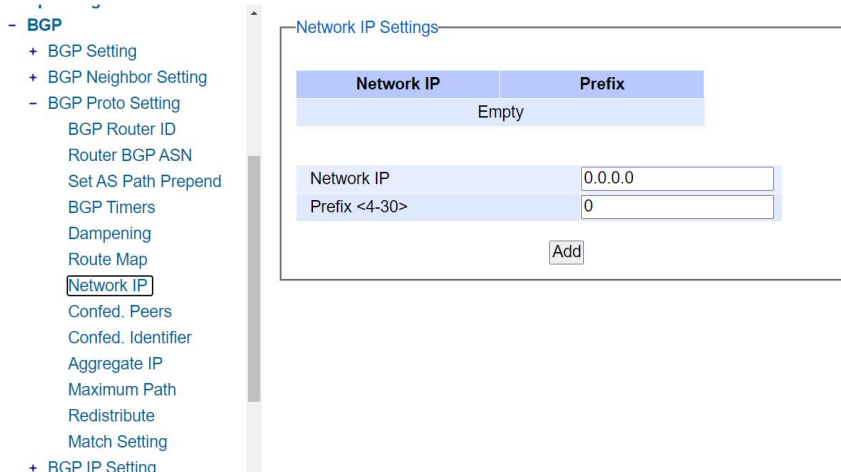 - BGP
+ BGP Setting
+ BGP Neighbor Setting
- BGP Proto Setting
BGP Router ID
Router BGP ASN
Set AS Path Prepend
BGP Timers
Dampening
Route Map
Network IP
Confed. Peers
Confed. Identifier
Aggregate IP
Maximum Path
Redistribute
Match Setting
+ BGP IP Setting
Network IP Settings
Network IP Prefix
Empty
Network IP 0.0.0.0
Prefix <4-30> 0
Add